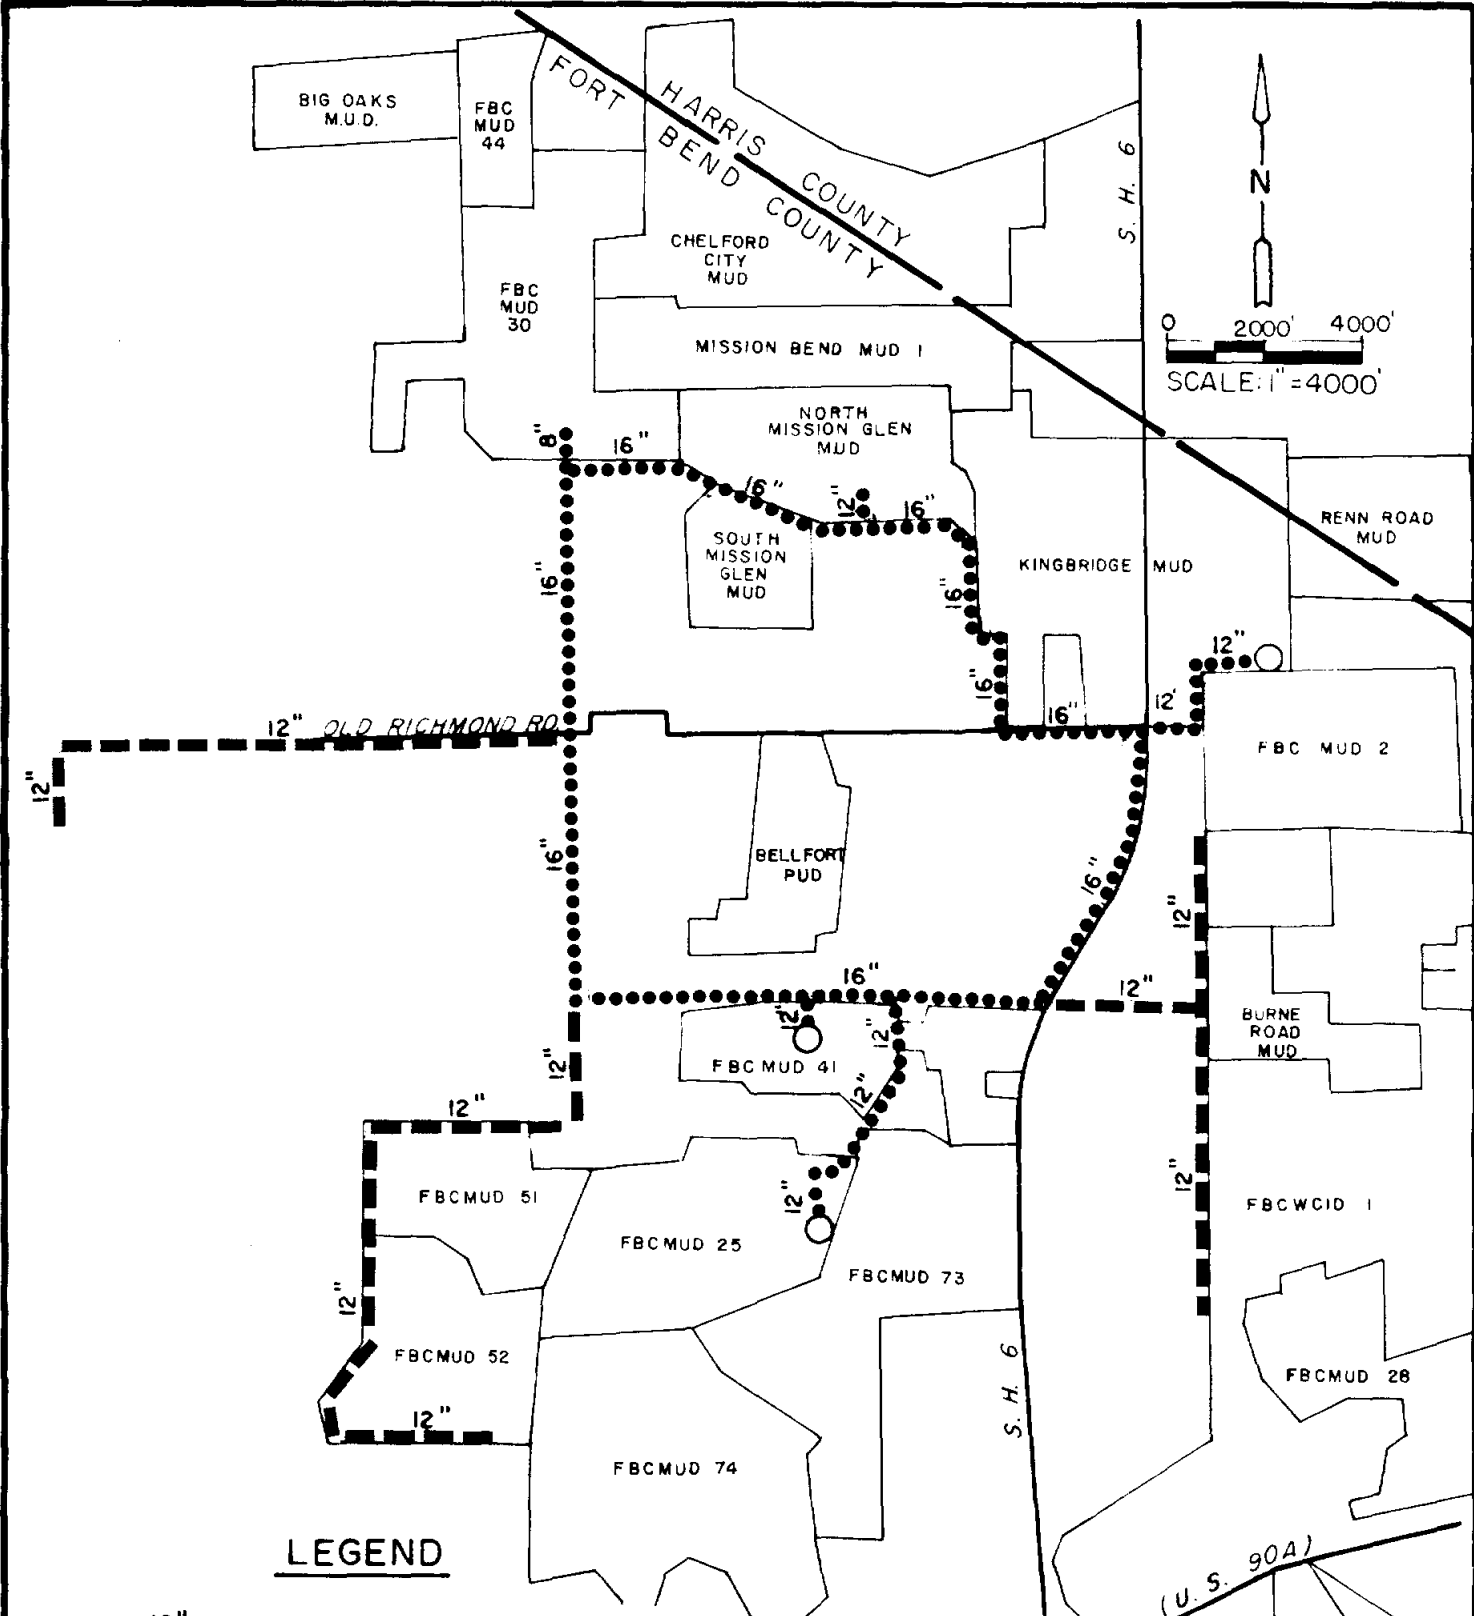 BIG OAKS
M.U.D.
FBC
MUD
44
FORT BEND COUNTY
HARRIS COUNTY
S. H. 6
N
CHELFORD
CITY
MUD
FBC
MUD
30
0 2000' 4000'
SCALE: 1"=4000'
MISSION BEND MUD 1
NORTH
MISSION GLEN
MUD
8"
16"
16"
12"
16"
RENN ROAD
MUD
SOUTH
MISSION
GLEN
MUD
16"
16"
KINGBRIDGE MUD
12"
16"
16"
12'
12"
OLD RICHMOND RD.
12"
FBC MUD 2
16"
BELLFORT
PUD
16"
12"
16"
12"
12"
12"
BURNE
ROAD
MUD
12"
FBCMUD 41
12"
12"
12"
FBCMUD 51
12"
12"
FBCWCID 1
FBCMUD 25
FBCMUD 73
12"
FBCMUD 52
S. H. 6
FBCMUD 28
12"
FBCMUD 74
LEGEND
(U. S. 90A)